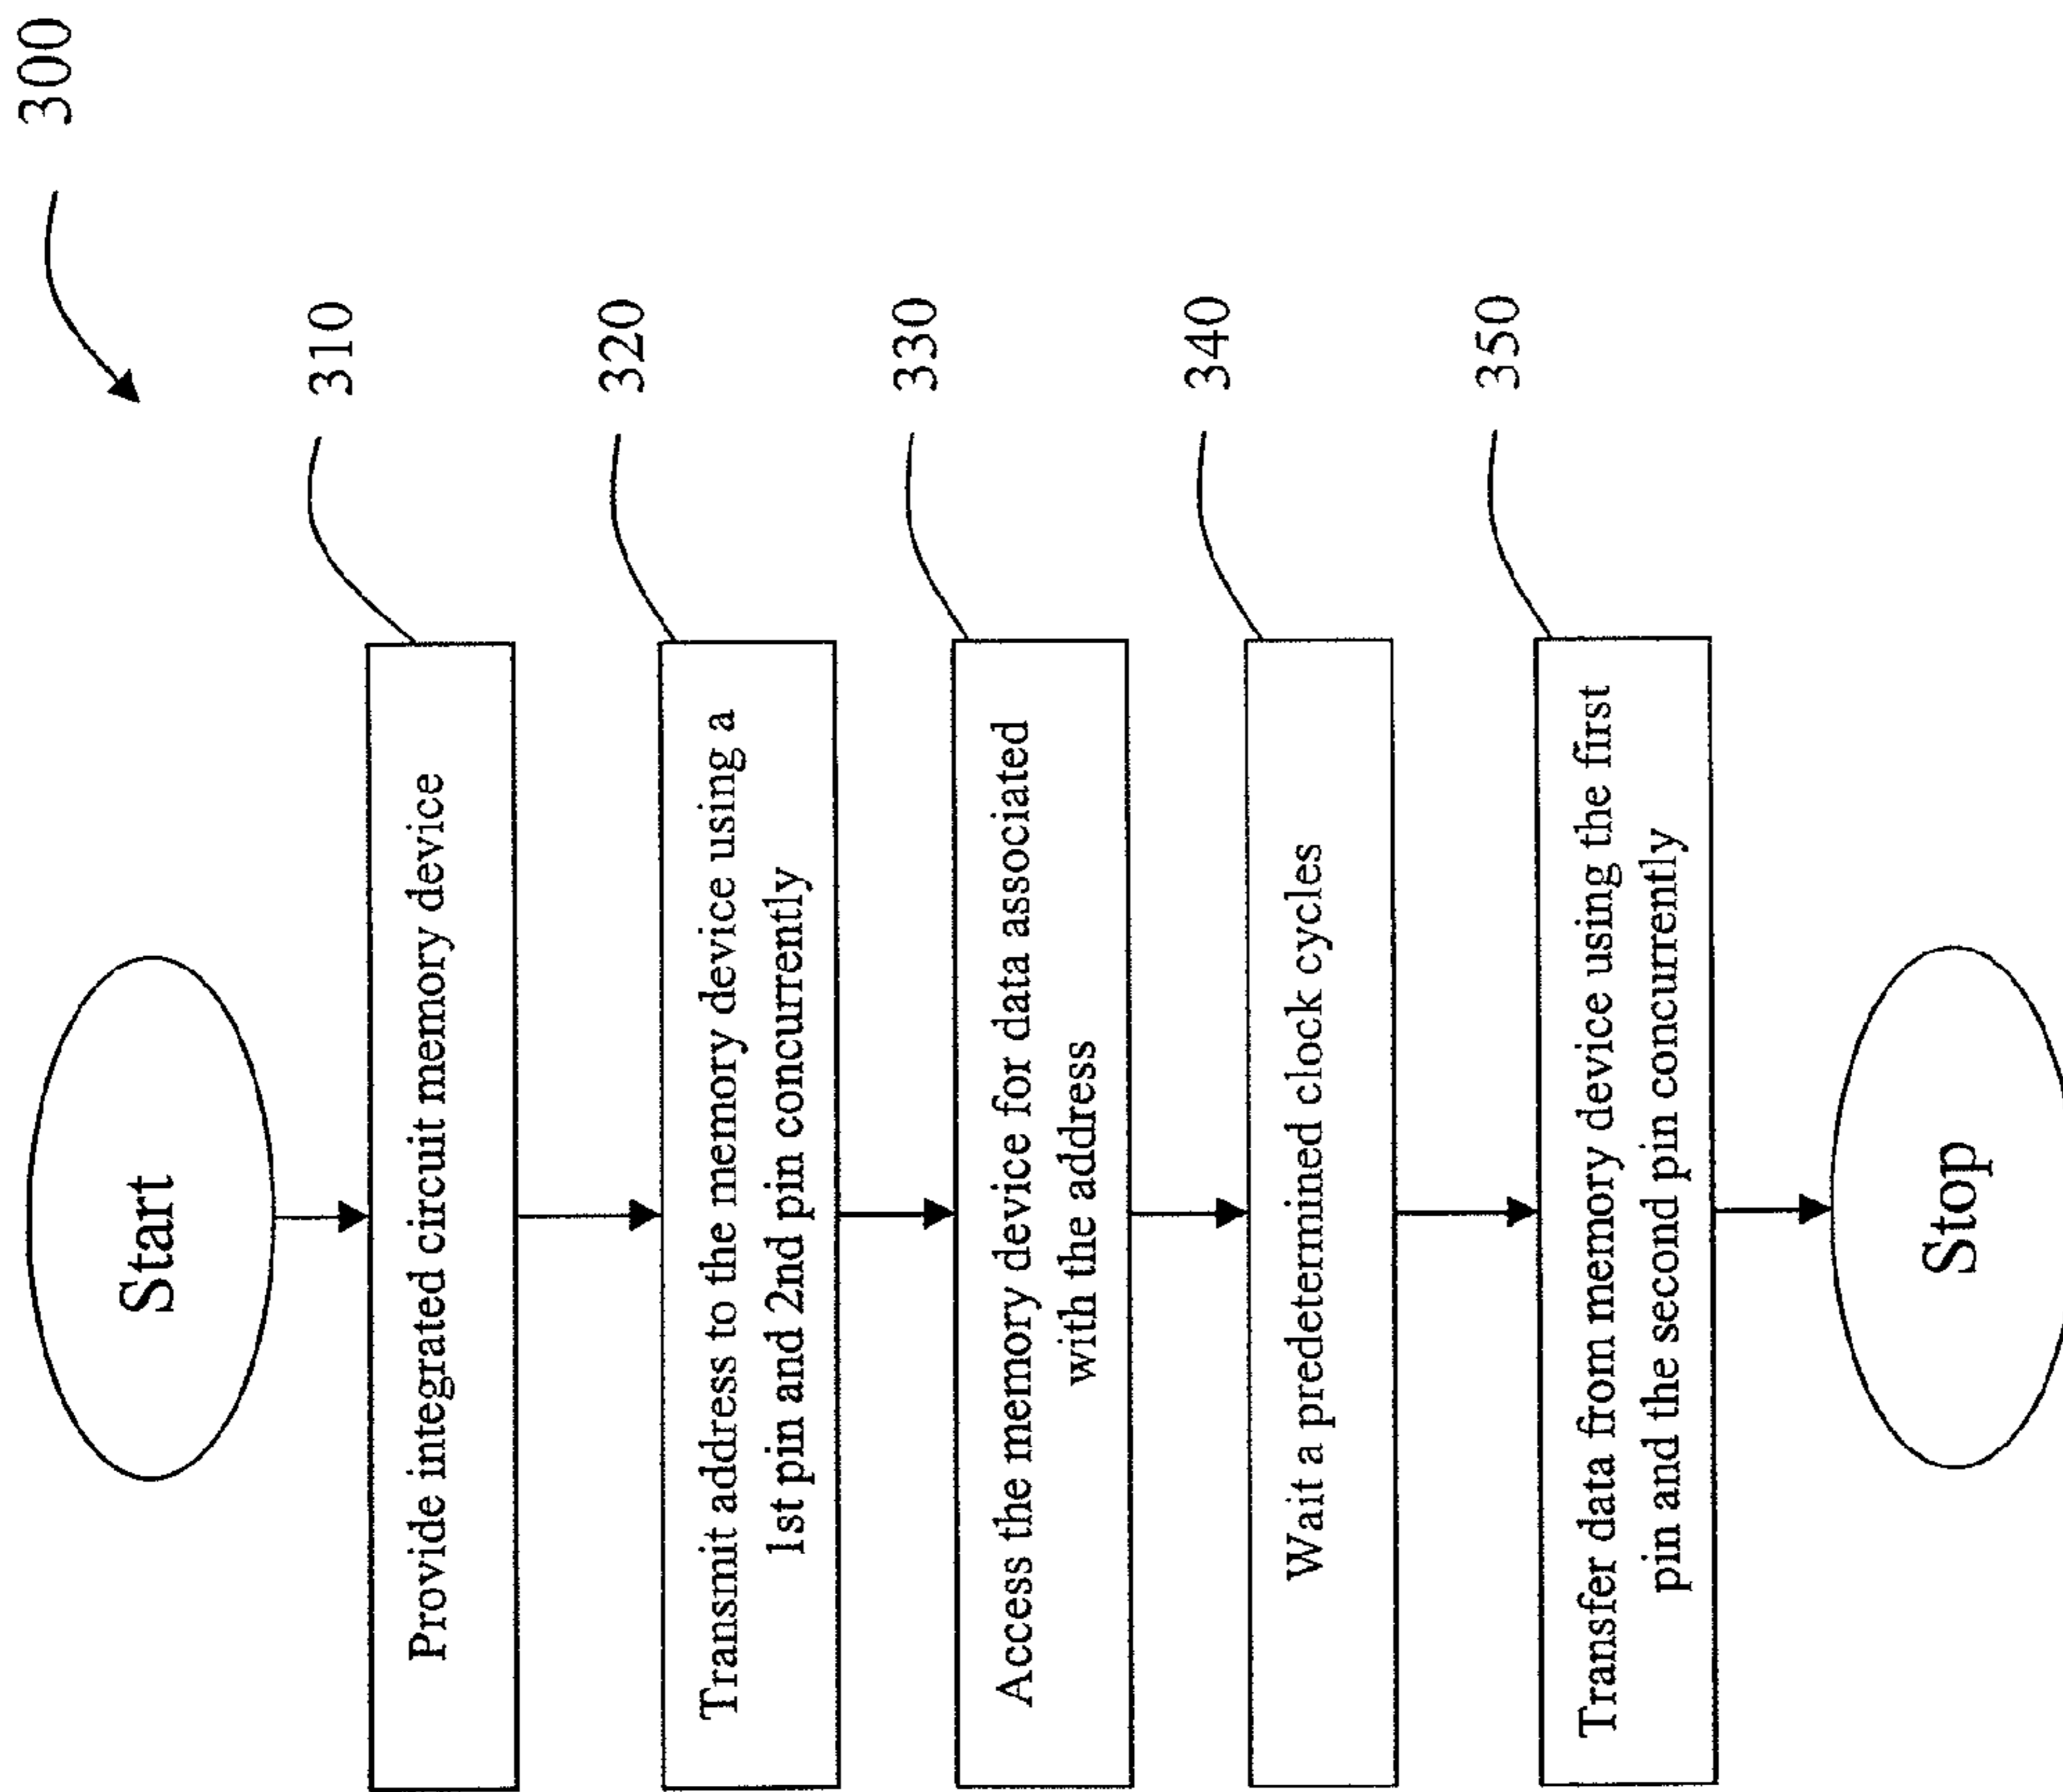 300
Start
310
Provide integrated circuit memory device
320
Transmit address to the memory device using a
1st pin and 2nd pin concurrently
330
Access the memory device for data associated
with the address
340
Wait a predetermined clock cycles
350
Transfer data from memory device using the first
pin and the second pin concurrently
Stop